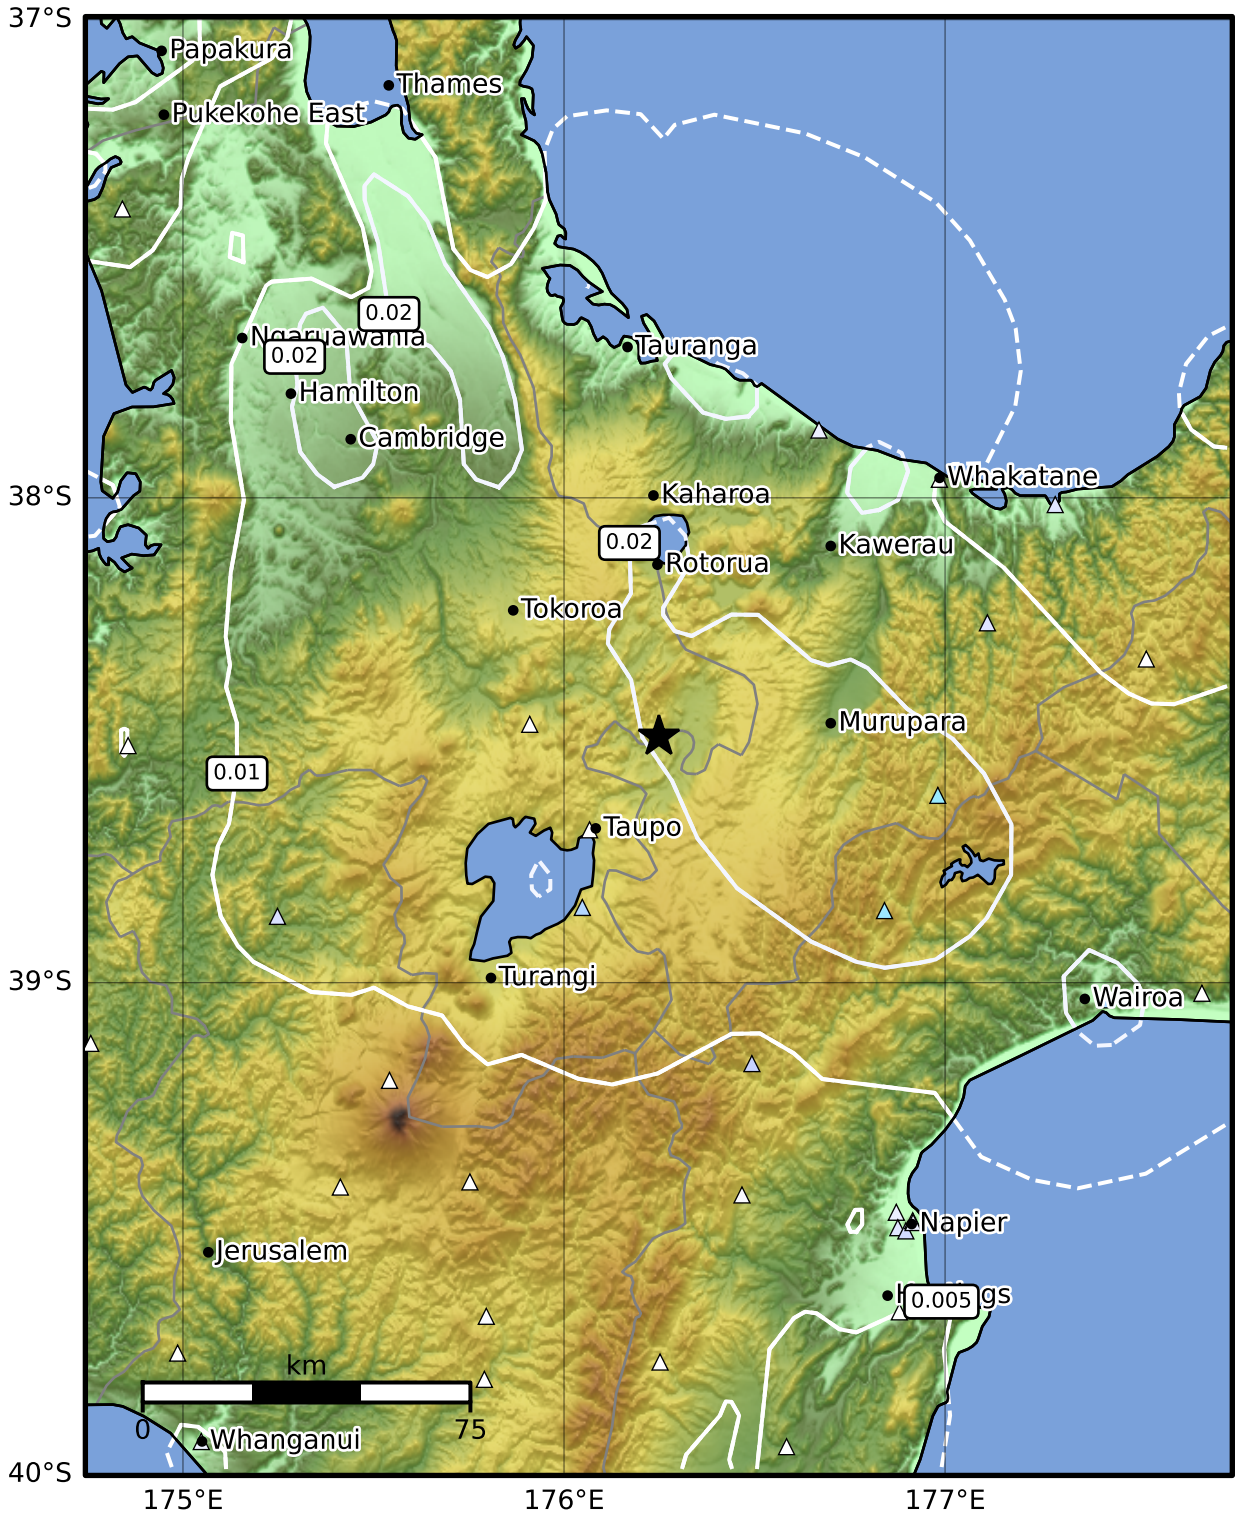 37°S
Papakura
Thames
Pukekohe East
0.02
Ngaruawahia
0.02
Tauranga
Hamilton
Cambridge
Whakatane
Kaharoa
38°S
0.02
Kawerau
Rotorua
Tokoroa
Murupara
0.01
Taupo
Turangi
39°S
Wairoa
Napier
Jerusalem
0.005
km
0
75
Whanganui
40°S
175°E
176°E
177°E